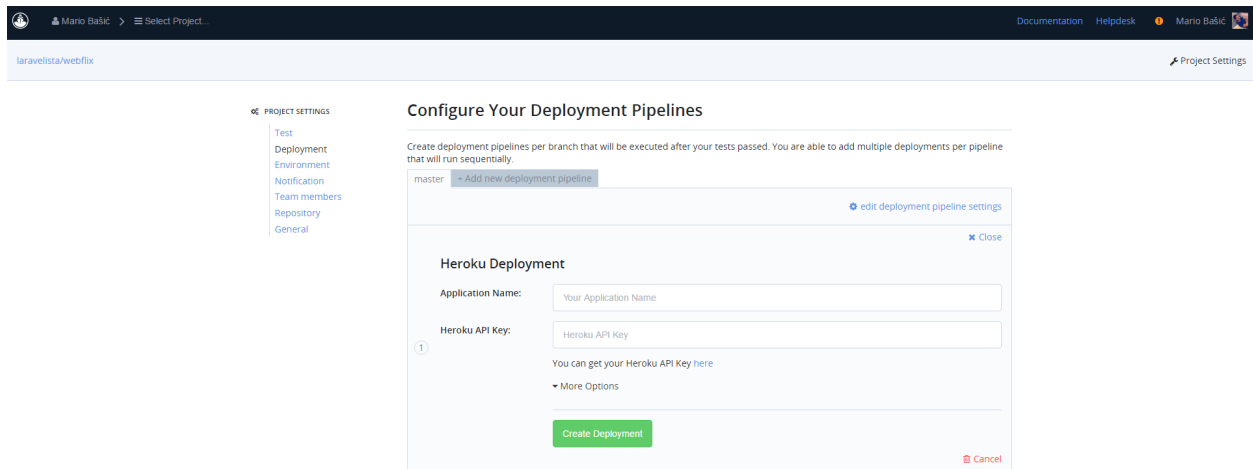 Mario Bašić > Select Project... Documentation Helpdesk Mario Bašić
laravelista/webflix Project Settings
PROJECT SETTINGS
Test
Deployment
Environment
Notification
Team members
Repository
General
Configure Your Deployment Pipelines
Create deployment pipelines per branch that will be executed after your tests passed. You are able to add multiple deployments per pipeline
that will run sequentially.
master + Add new deployment pipeline
edit deployment pipeline settings
Close
Heroku Deployment
Application Name: Your Application Name
Heroku API Key: Heroku API Key
1
You can get your Heroku API Key here
More Options
Create Deployment
Cancel